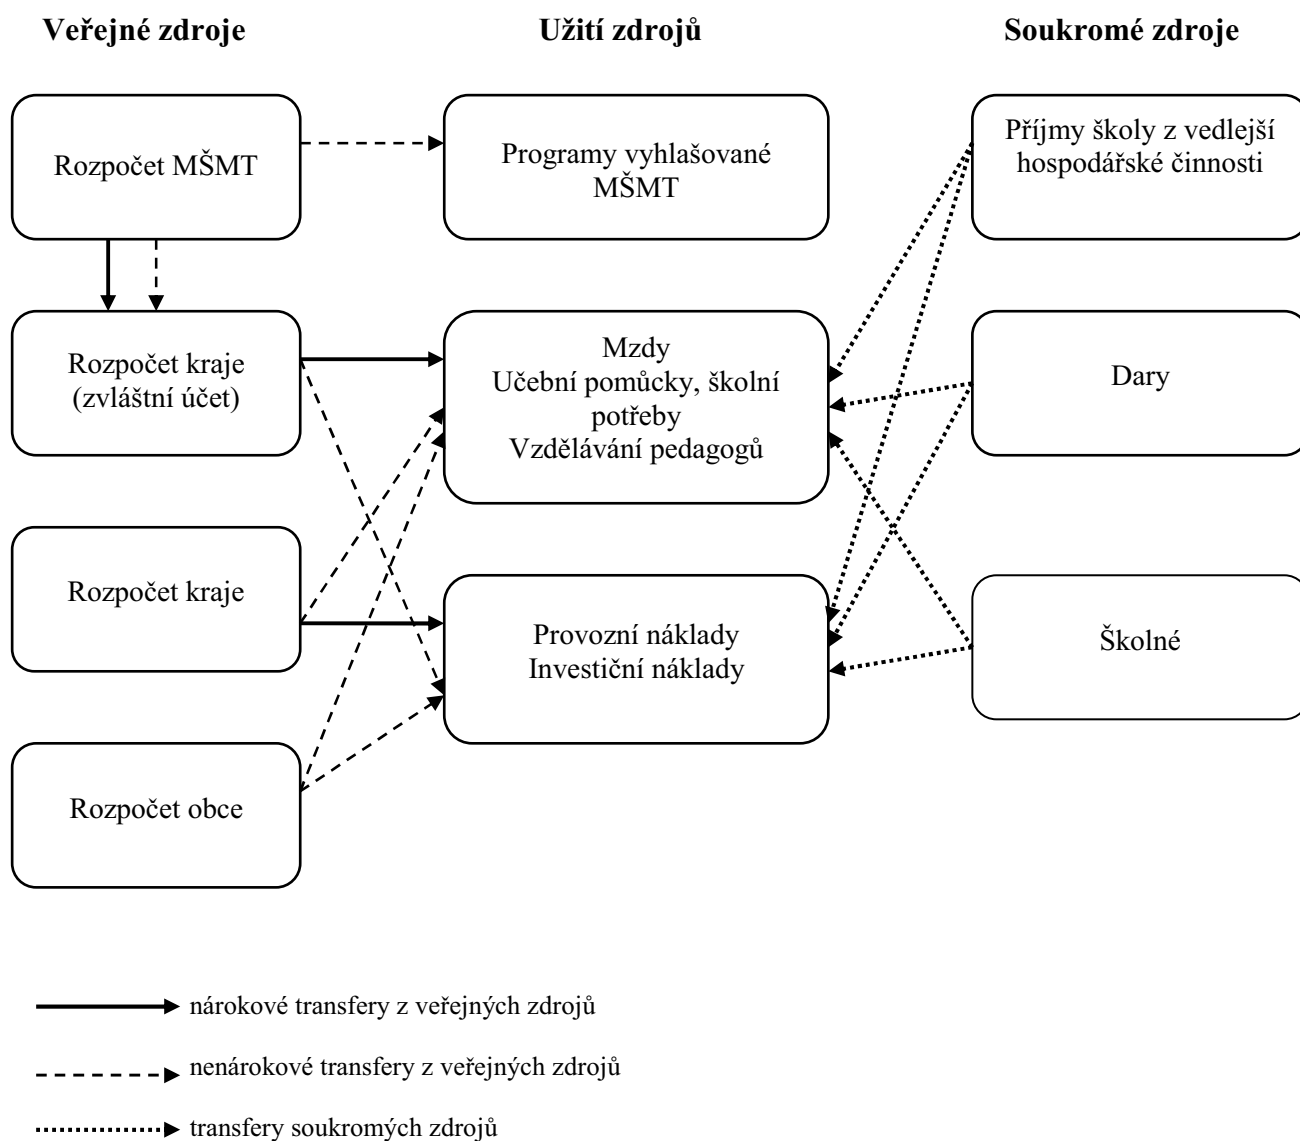 Veřejné zdroje
Užití zdrojů
Soukromé zdroje
Rozpočet MŠMT
Programy vyhlašované
MŠMT
Příjmy školy z vedlejší
hospodářské činnosti
Rozpočet kraje
(zvláštní účet)
Mzdy
Učební pomůcky, školní
potřeby
Vzdělávání pedagogů
Dary
Rozpočet kraje
Provozní náklady
Investiční náklady
Školné
Rozpočet obce
nárokové transfery z veřejných zdrojů
nenárokové transfery z veřejných zdrojů
transfery soukromých zdrojů